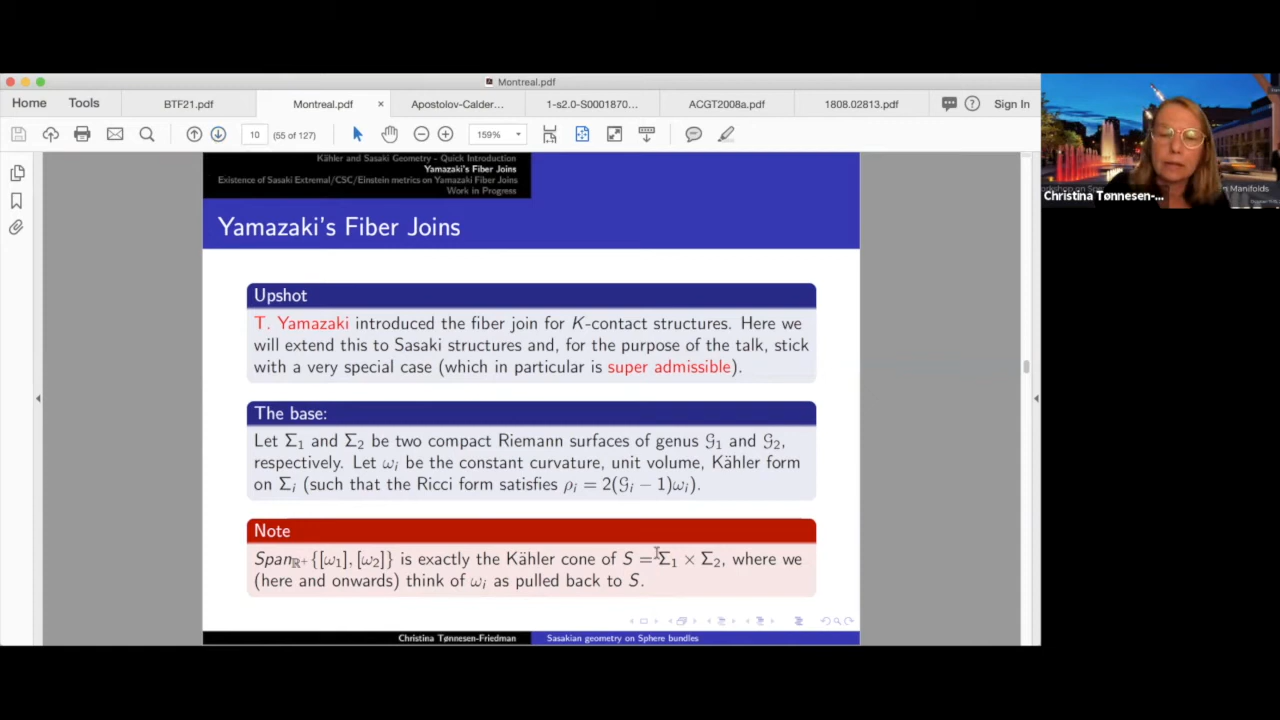 Montreal.pdf
Home
Tools
BTF21.pdf
Montreal.pdf
×
Apostolov-Calder...
1-s2.0-S0001870...
ACGT2008a.pdf
1808.02813.pdf
Sign In
10
(55 of 127)
159%
Kähler and Sasaki Geometry - Quick Introduction
Yamazaki's Fiber Joins
Existence of Sasaki Extremal/CSC/Einstein metrics on Yamazaki Fiber Joins
Work in Progress
Yamazaki's Fiber Joins
Upshot
T. Yamazaki introduced the fiber join for K-contact structures. Here we
will extend this to Sasaki structures and, for the purpose of the talk, stick
with a very special case (which in particular is super admissible).
The base:
Let Σ₁ and Σ₂ be two compact Riemann surfaces of genus 𝒢₁ and 𝒢₂,
respectively. Let ωᵢ be the constant curvature, unit volume, Kähler form
on Σᵢ (such that the Ricci form satisfies ρᵢ = 2(𝒢ᵢ − 1)ωᵢ).
Note
Span_ℝ⁺{[ω₁], [ω₂]} is exactly the Kähler cone of S = Σ₁ × Σ₂, where we
(here and onwards) think of ωᵢ as pulled back to S.
Christina Tønnesen-Friedman
Sasakian geometry on Sphere bundles
n Manifolds
Christina Tønnesen-...